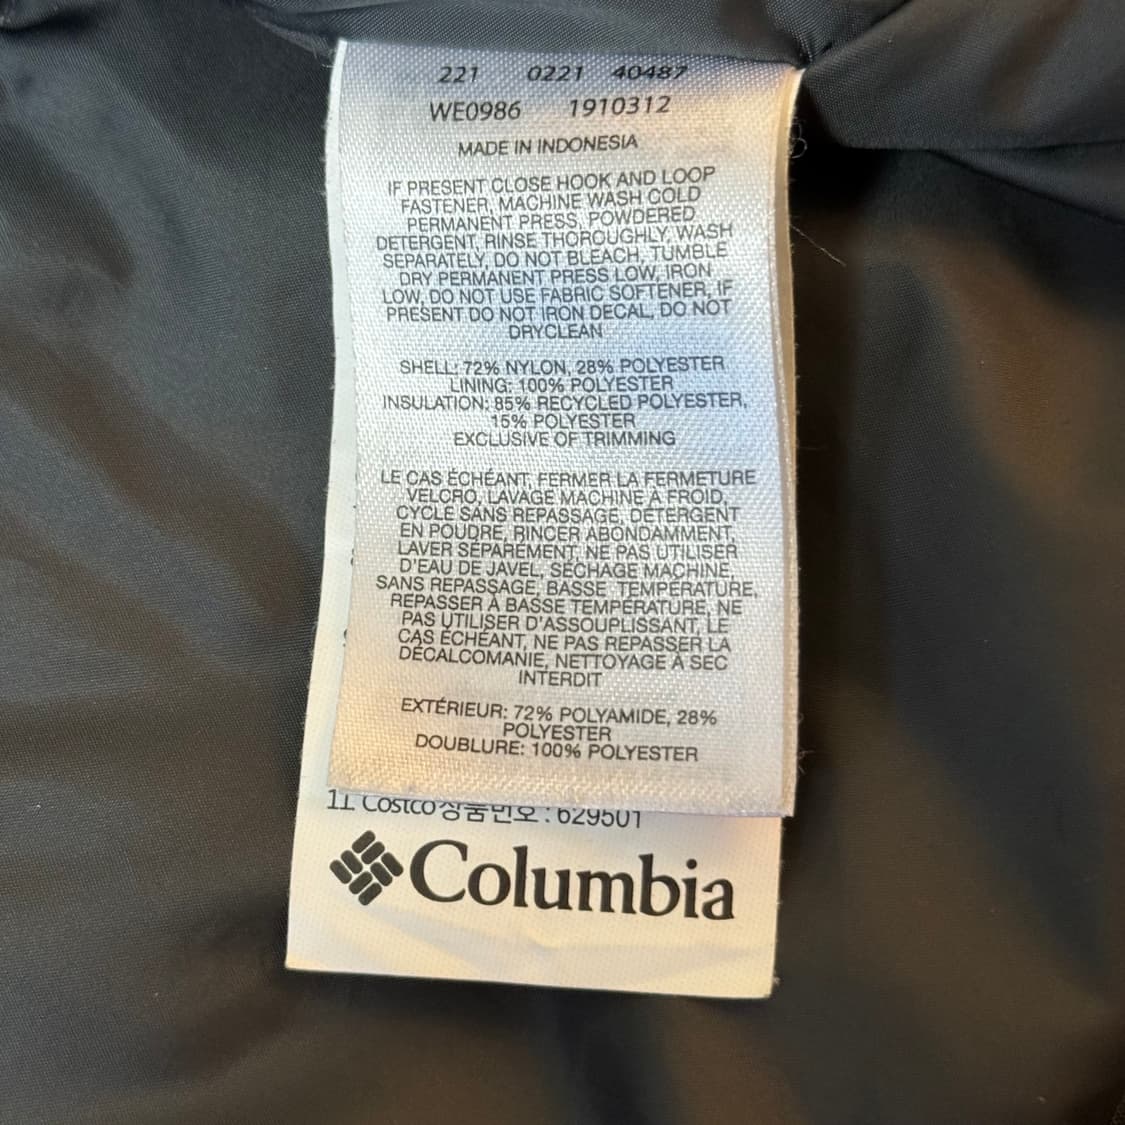 221 0221 40487
WE0986 1910312
MADE IN INDONESIA
IF PRESENT CLOSE HOOK AND LOOP
FASTENER, MACHINE WASH COLD
PERMANENT PRESS, POWDERED
DETERGENT, RINSE THOROUGHLY, WASH
SEPARATELY, DO NOT BLEACH, TUMBLE
DRY PERMANENT PRESS LOW, IRON
LOW, DO NOT USE FABRIC SOFTENER, IF
PRESENT DO NOT IRON DECAL, DO NOT
DRYCLEAN
SHELL: 72% NYLON, 28% POLYESTER
LINING: 100% POLYESTER
INSULATION: 85% RECYCLED POLYESTER,
15% POLYESTER
EXCLUSIVE OF TRIMMING
LE CAS ÉCHÉANT, FERMER LA FERMETURE
VELCRO, LAVAGE MACHINE À FROID,
CYCLE SANS REPASSAGE, DÉTERGENT
EN POUDRE, RINCER ABONDAMMENT,
LAVER SÉPARÉMENT, NE PAS UTILISER
D'EAU DE JAVEL, SÉCHAGE MACHINE,
SANS REPASSAGE, BASSE TEMPÉRATURE,
REPASSER À BASSE TEMPÉRATURE, NE
PAS UTILISER D'ASSOUPLISSANT, LE
CAS ÉCHÉANT, NE PAS REPASSER LA
DÉCALCOMANIE, NETTOYAGE À SEC
INTERDIT
EXTÉRIEUR: 72% POLYAMIDE, 28%
POLYESTER
DOUBLURE: 100% POLYESTER
Costco상품번호 : 629501
Columbia